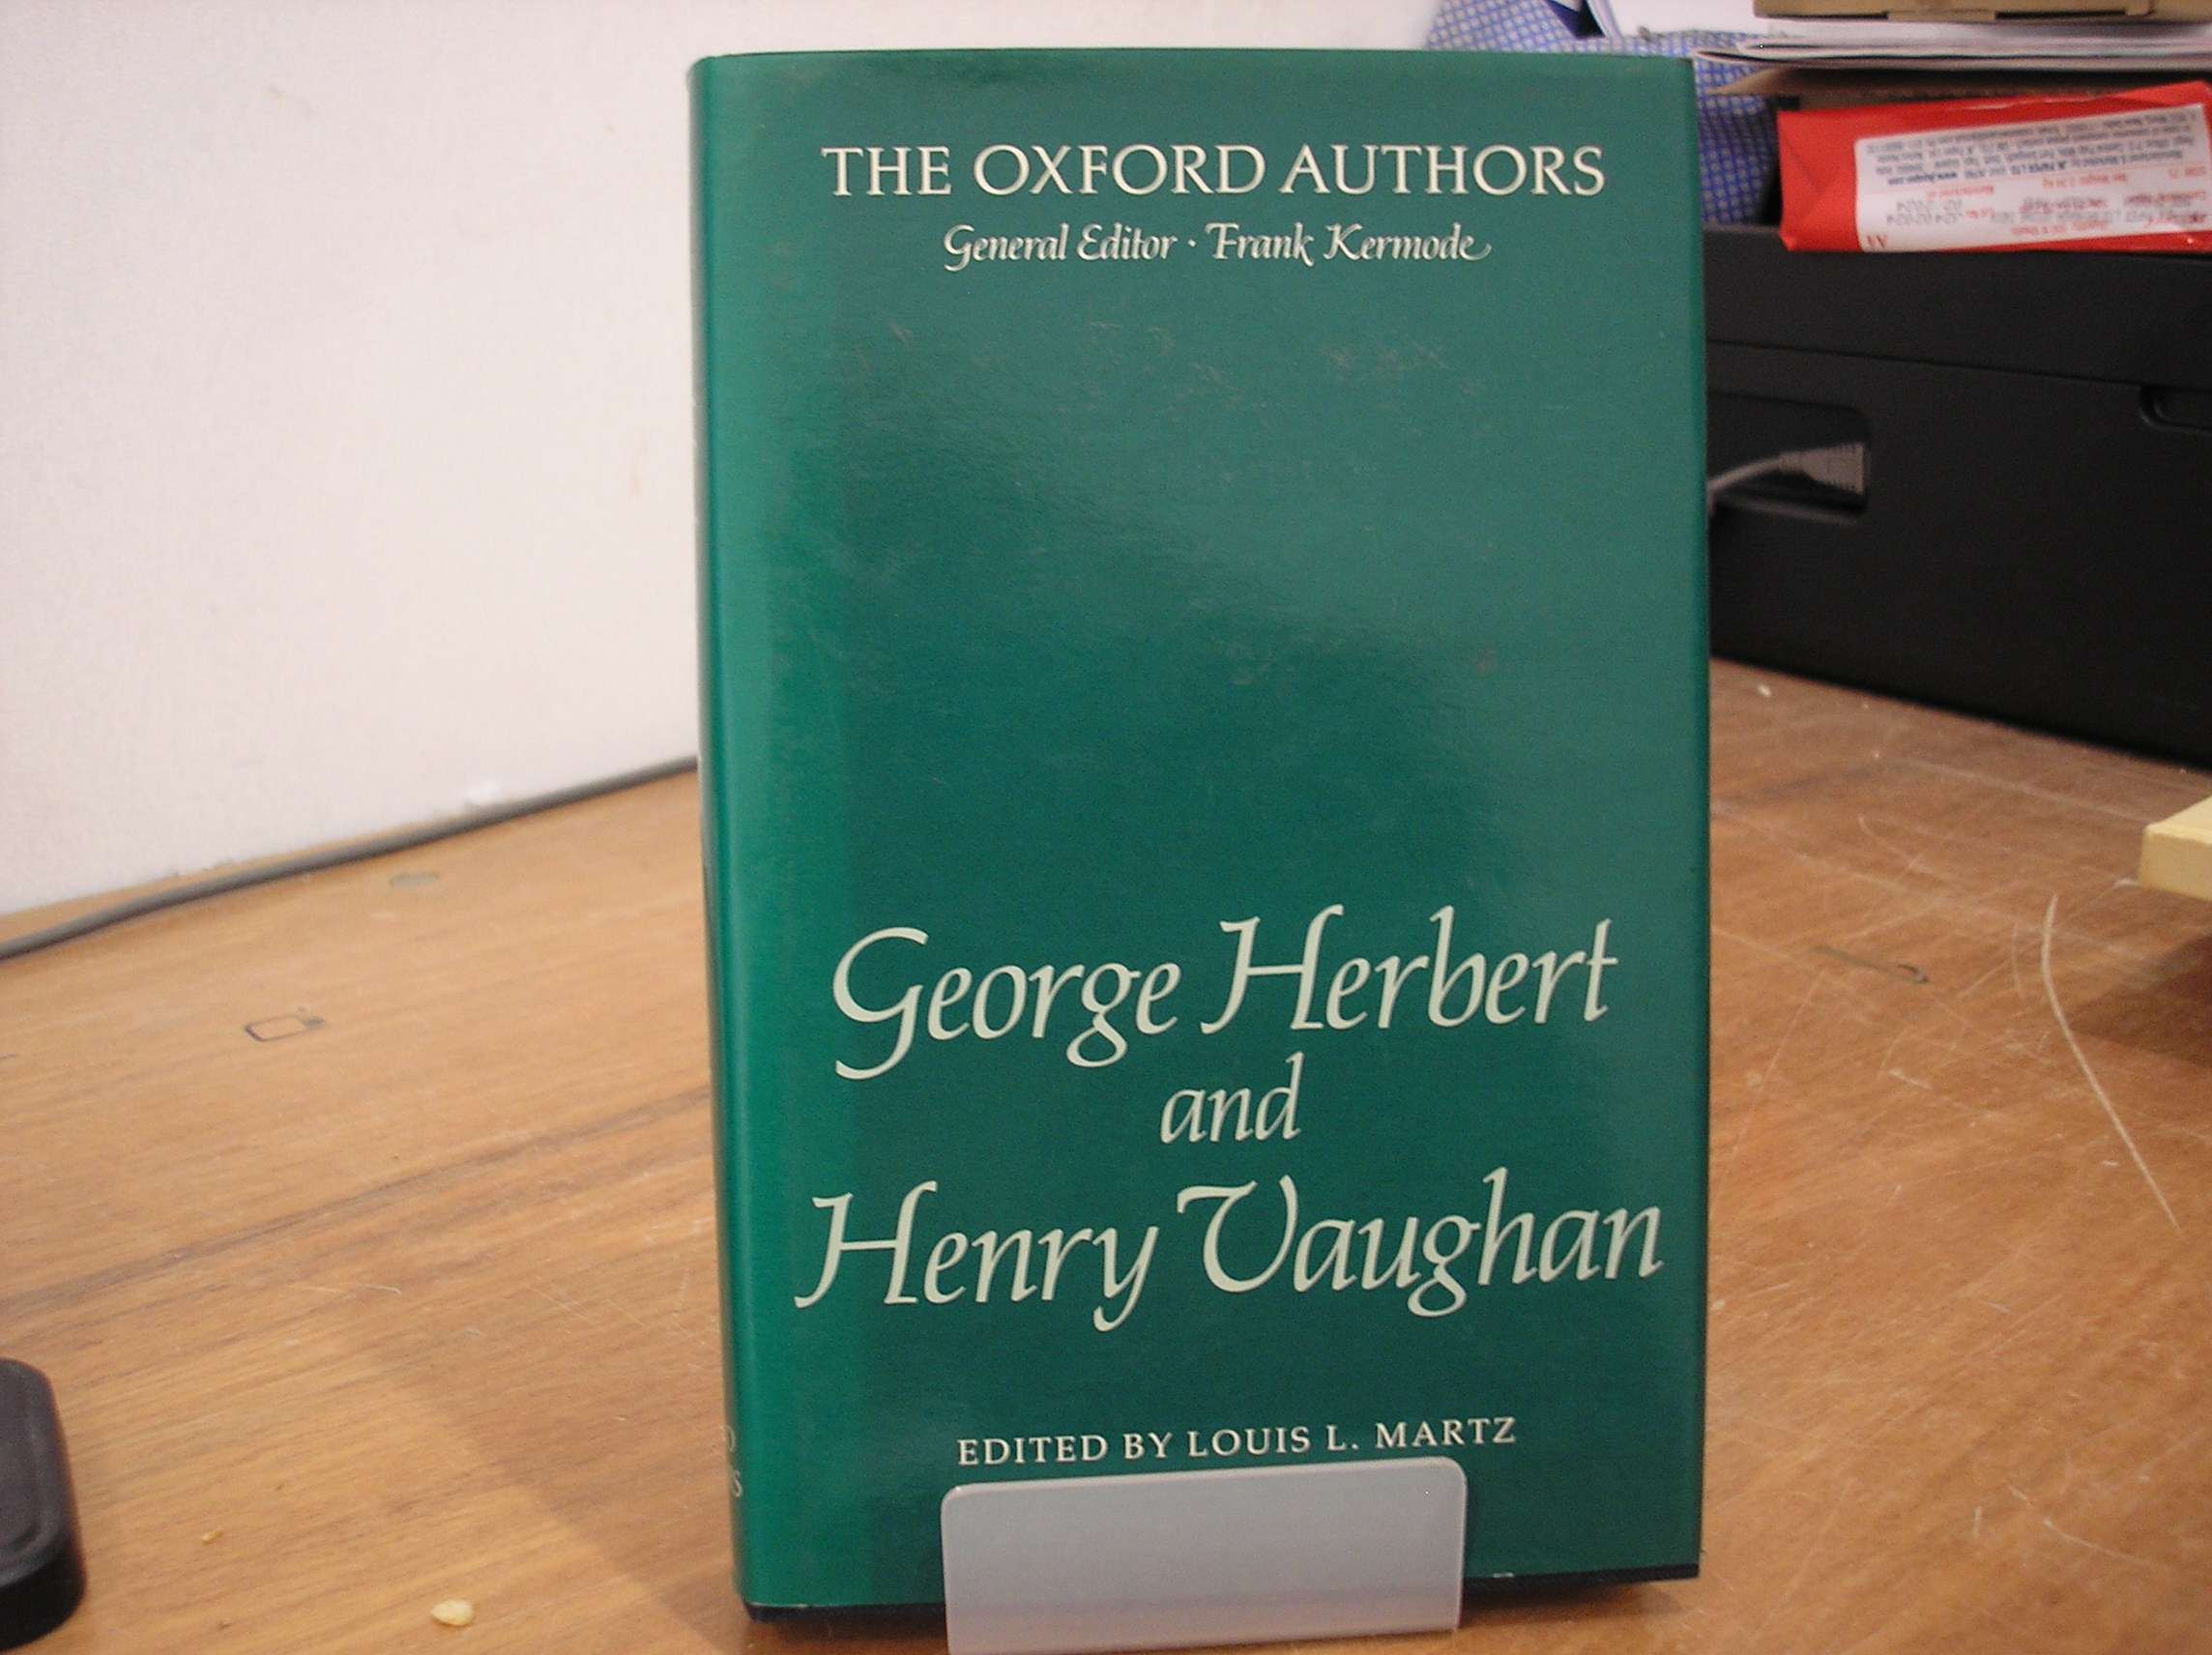 THE OXFORD AUTHORS
General Editor · Frank Kermode
George Herbert
and
Henry Vaughan
EDITED BY LOUIS L. MARTZ